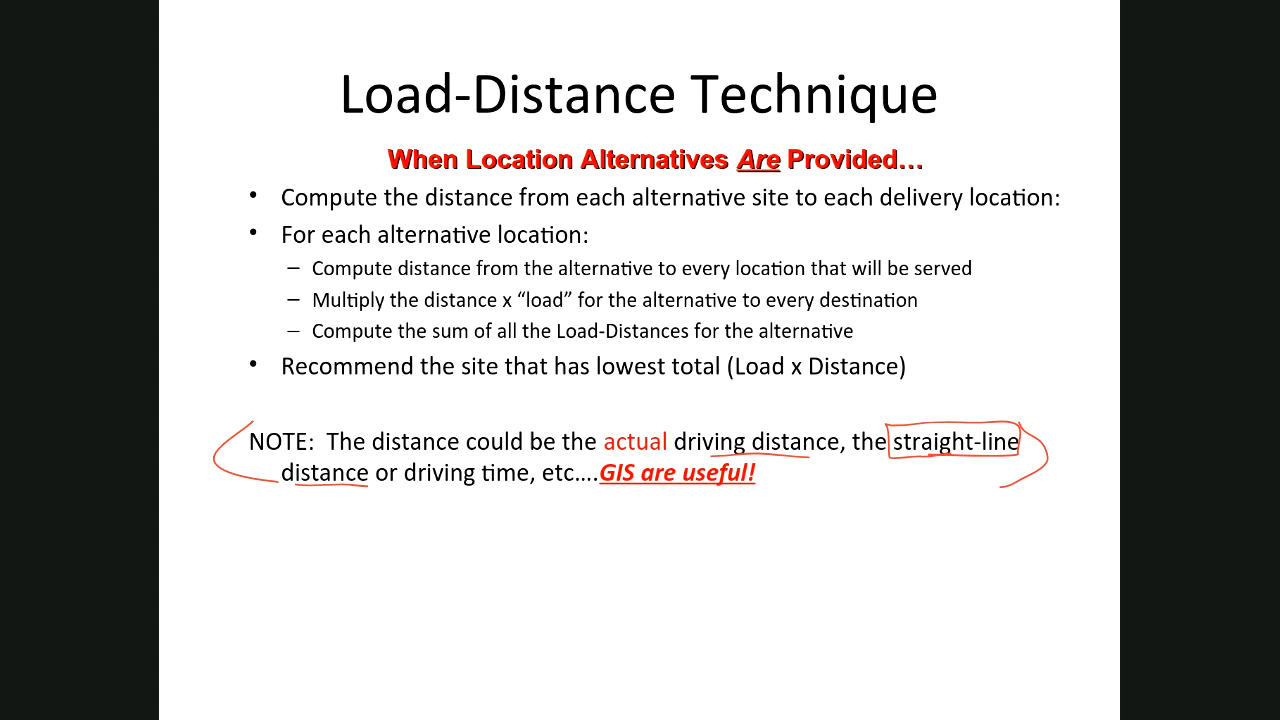 Load-Distance Technique
When Location Alternatives Are Provided…
• Compute the distance from each alternative site to each delivery location:
• For each alternative location:
– Compute distance from the alternative to every location that will be served
– Multiply the distance x “load” for the alternative to every destination
– Compute the sum of all the Load-Distances for the alternative
• Recommend the site that has lowest total (Load x Distance)
NOTE: The distance could be the actual driving distance, the straight-line
distance or driving time, etc….GIS are useful!